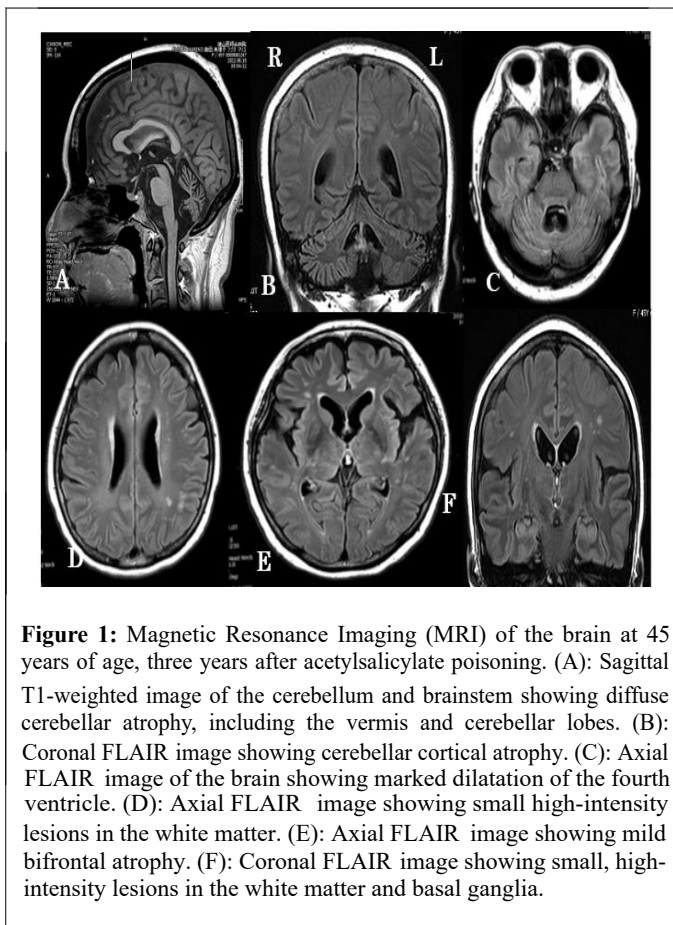 R L
A B C
F / 45Y
D E F
Figure 1: Magnetic Resonance Imaging (MRI) of the brain at 45
years of age, three years after acetylsalicylate poisoning. (A): Sagittal
T1-weighted image of the cerebellum and brainstem showing diffuse
cerebellar atrophy, including the vermis and cerebellar lobes. (B):
Coronal FLAIR image showing cerebellar cortical atrophy. (C): Axial
FLAIR image of the brain showing marked dilatation of the fourth
ventricle. (D): Axial FLAIR image showing small high-intensity
lesions in the white matter. (E): Axial FLAIR image showing mild
bifrontal atrophy. (F): Coronal FLAIR image showing small, high-
intensity lesions in the white matter and basal ganglia.